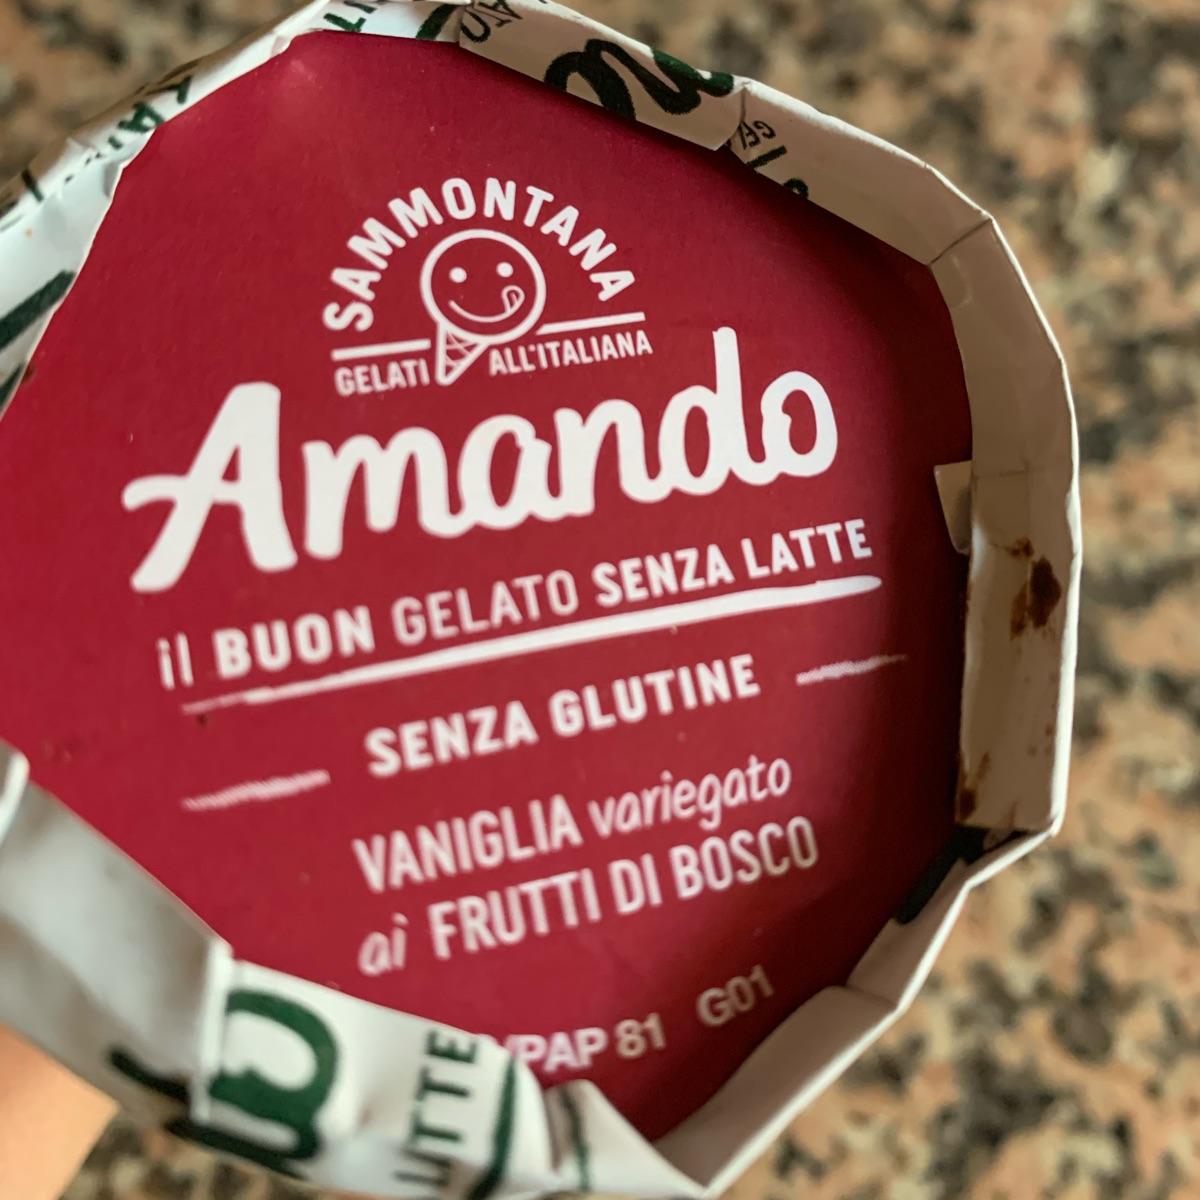 SAMMONTANA
GELATI ALL'ITALIANA
Amando
il BUON GELATO SENZA LATTE
SENZA GLUTINE
VANIGLIA variegato
ai FRUTTI DI BOSCO
/PAP 81 G01